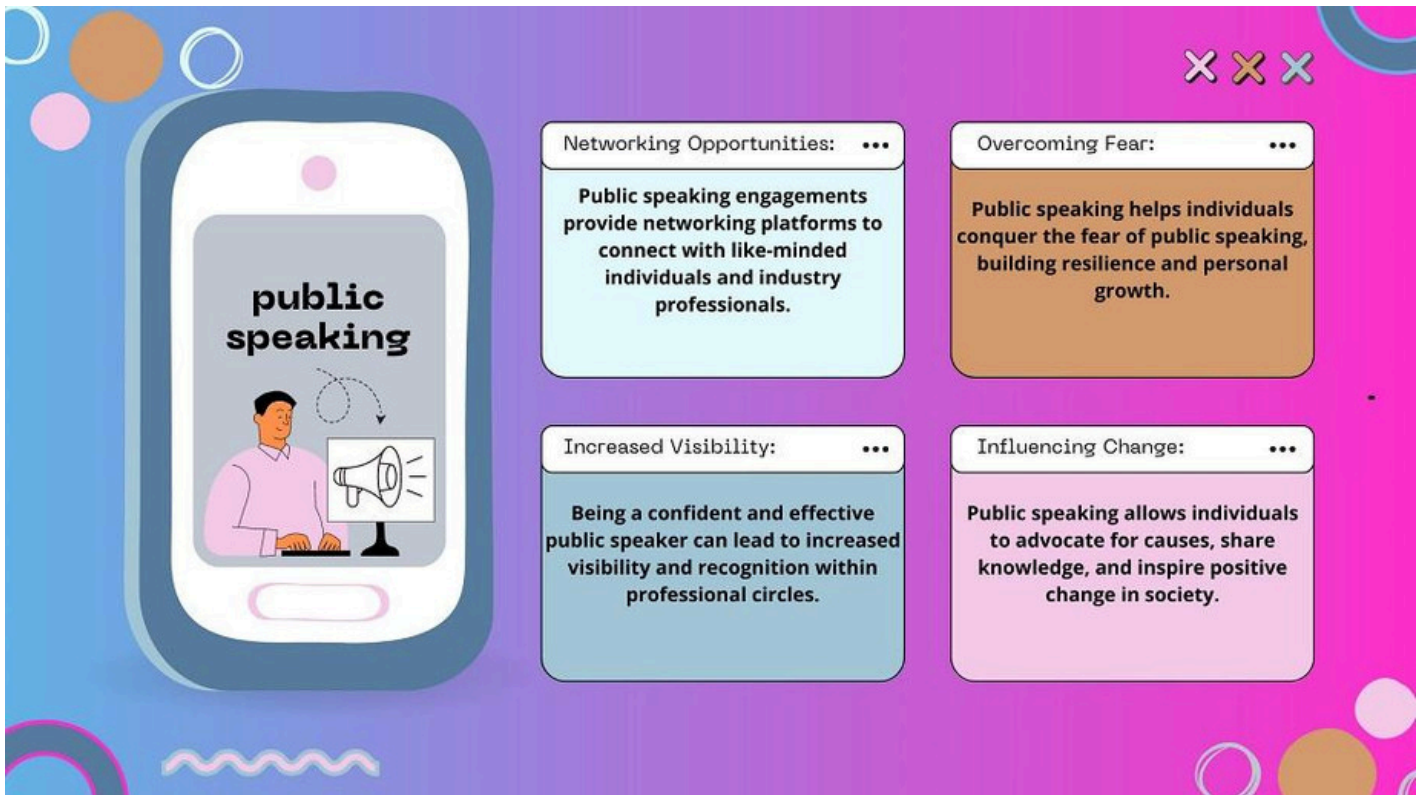 public
speaking
Networking Opportunities:
Public speaking engagements
provide networking platforms to
connect with like-minded
individuals and industry
professionals.
Overcoming Fear:
Public speaking helps individuals
conquer the fear of public speaking,
building resilience and personal
growth.
Increased Visibility:
Being a confident and effective
public speaker can lead to increased
visibility and recognition within
professional circles.
Influencing Change:
Public speaking allows individuals
to advocate for causes, share
knowledge, and inspire positive
change in society.